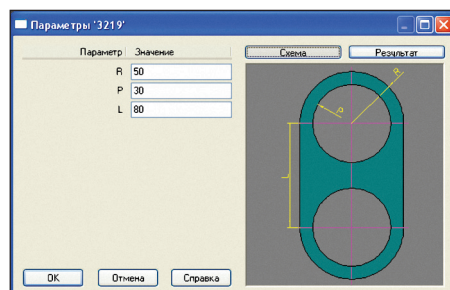 Параметры '3219'
Параметр Значение
R 50
P 30
L 80
Схема Результат
R
P
L
OK Отмена Справка